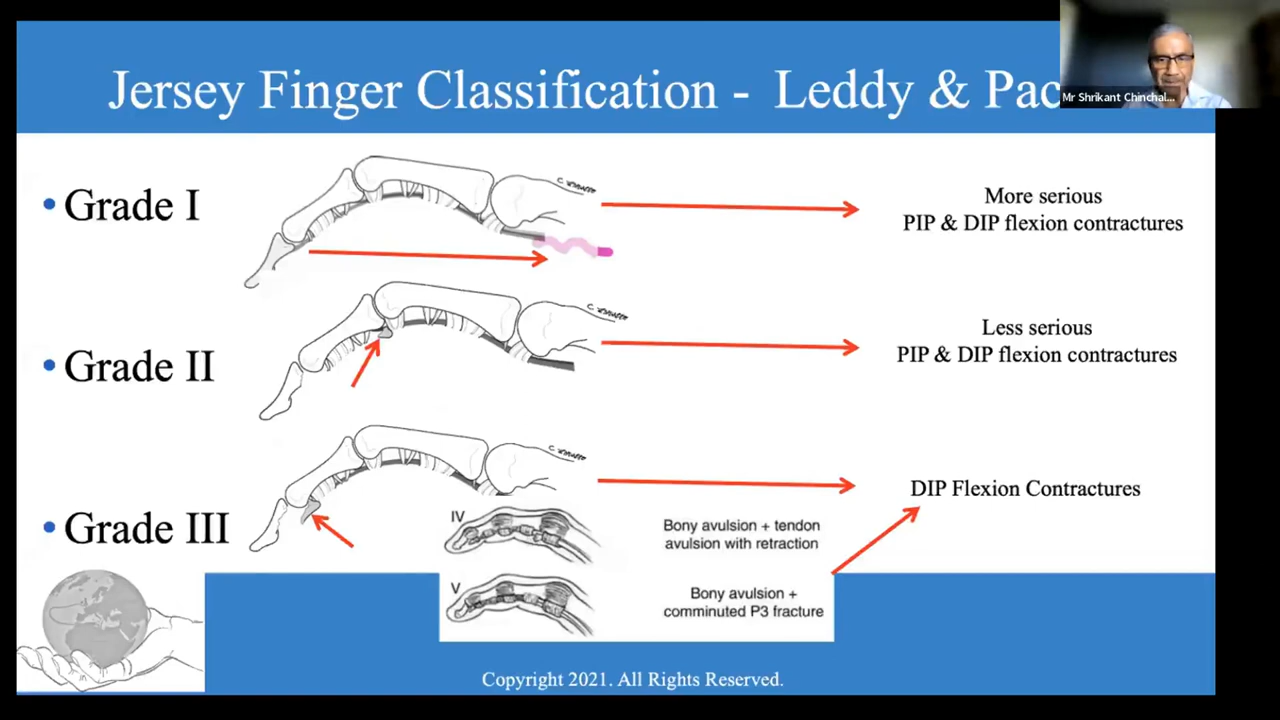 Jersey Finger Classification - Leddy & Pac
Mr Shrikant Chinchal...
• Grade I
More serious
PIP & DIP flexion contractures
• Grade II
Less serious
PIP & DIP flexion contractures
• Grade III
DIP Flexion Contractures
IV
Bony avulsion + tendon
avulsion with retraction
V
Bony avulsion +
comminuted P3 fracture
Copyright 2021. All Rights Reserved.